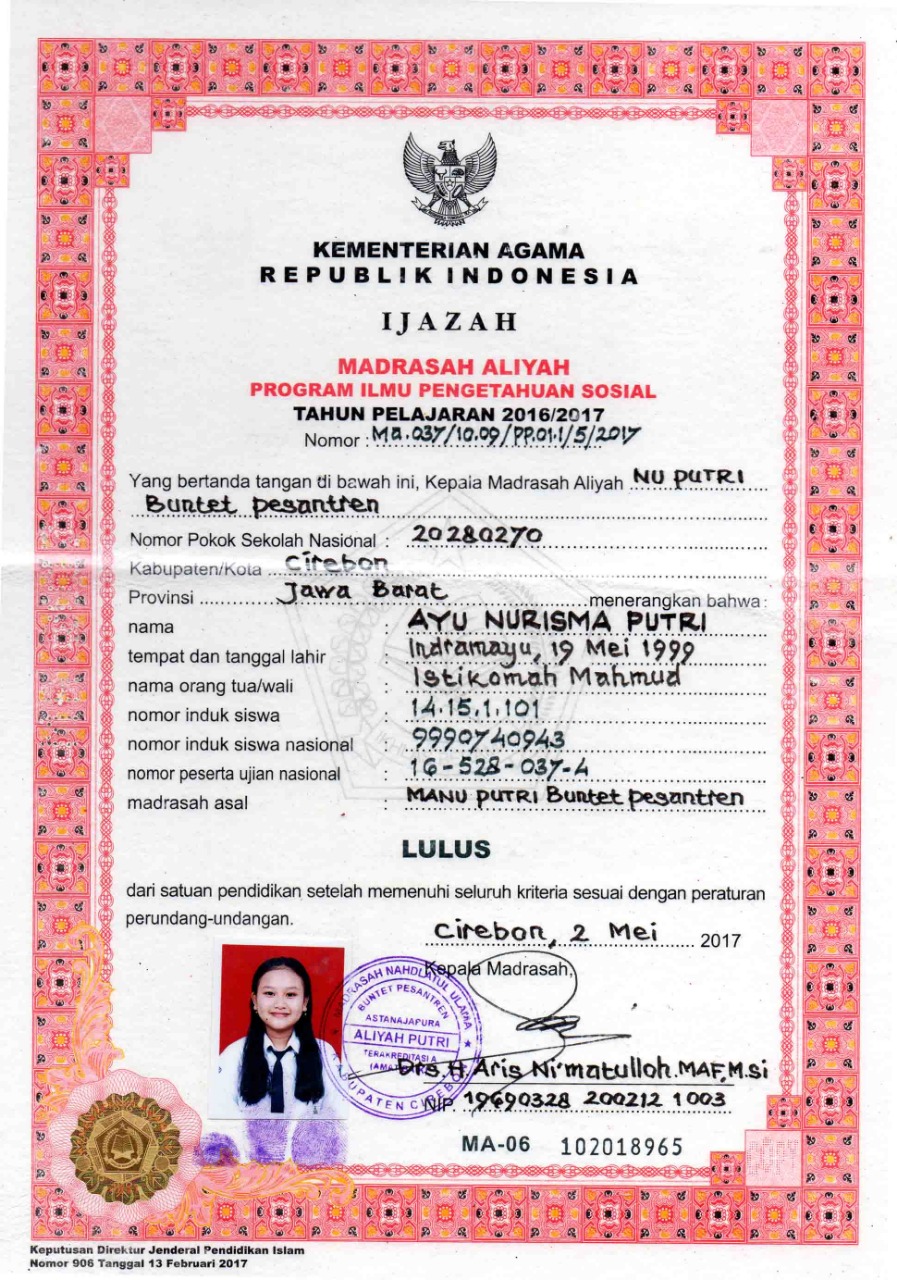 KEMENTERIAN AGAMA
REPUBLIK INDONESIA
IJAZAH
MADRASAH ALIYAH
PROGRAM ILMU PENGETAHUAN SOSIAL
TAHUN PELAJARAN 2016/2017
Nomor : Ma.037/10.09/PP.01.1/5/2017
Yang bertanda tangan di bawah ini, Kepala Madrasah Aliyah NU PUTRI
Buntet pesantren
Nomor Pokok Sekolah Nasional : 20280270
Kabupaten/Kota Cirebon
Provinsi Jawa Barat menerangkan bahwa :
nama : AYU NURISMA PUTRI
tempat dan tanggal lahir : Indramayu, 19 Mei 1999
nama orang tua/wali : Istikomah Mahmud
nomor induk siswa : 14.15.1.101
nomor induk siswa nasional : 9990740943
nomor peserta ujian nasional : 16-528-037-4
madrasah asal : MANU PUTRI Buntet pesantren
LULUS
dari satuan pendidikan setelah memenuhi seluruh kriteria sesuai dengan peraturan
perundang-undangan.
Cirebon, 2 Mei 2017
Kepala Madrasah,
MADRASAH NAHDLATUL ULAMA
BUNTET PESANTREN
ASTANAJAPURA
ALIYAH PUTRI
TERAKREDITASI A
KABUPATEN CIREBON
Drs. H. Aris Ni'matulloh. MAF, M.Si
NIP. 19690328 200212 1 003
MA-06 102018965
Keputusan Direktur Jenderal Pendidikan Islam
Nomor 906 Tanggal 13 Februari 2017